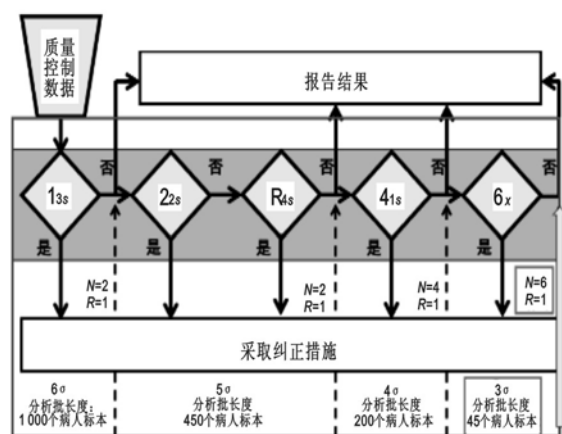 质量
控制
数据
报告结果
否
否
否
否
否
13s
22s
R4s
41s
6x
是
是
是
是
是
N=2
R=1
N=2
R=1
N=4
R=1
N=6
R=1
采取纠正措施
6σ
分析批长度:
1 000个病人标本
5σ
分析批长度
450个病人标本
4σ
分析批长度
200个病人标本
3σ
分析批长度
45个病人标本